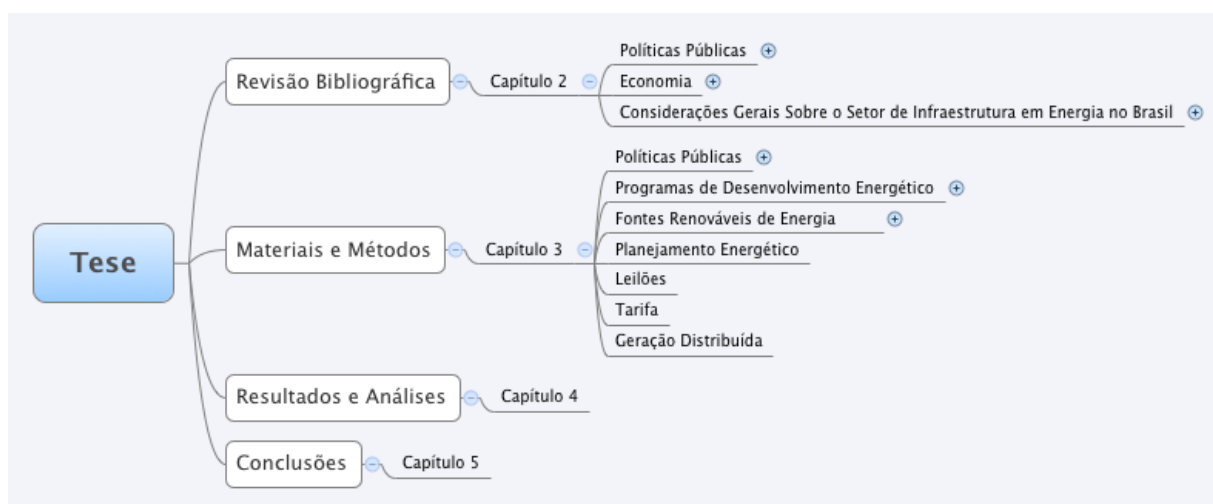 Tese
Revisão Bibliográfica
Capítulo 2
Políticas Públicas
Economia
Considerações Gerais Sobre o Setor de Infraestrutura em Energia no Brasil
Materiais e Métodos
Capítulo 3
Políticas Públicas
Programas de Desenvolvimento Energético
Fontes Renováveis de Energia
Planejamento Energético
Leilões
Tarifa
Geração Distribuída
Resultados e Análises
Capítulo 4
Conclusões
Capítulo 5